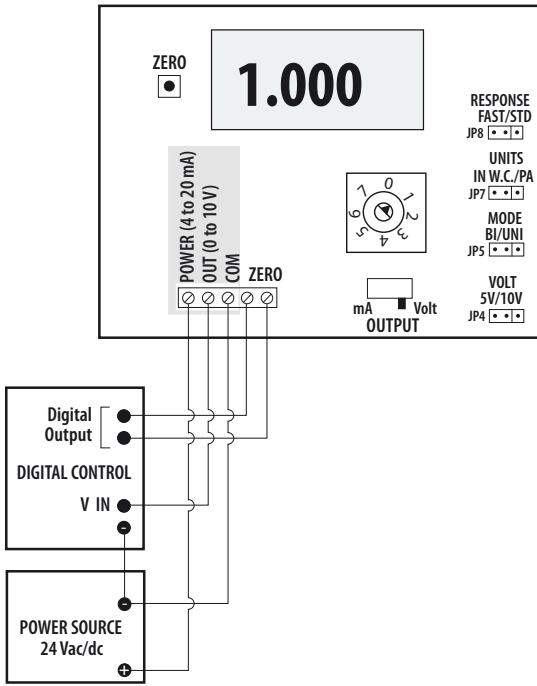 ZERO
1.000
RESPONSE
FAST/STD
JP8
UNITS
IN W.C./PA
JP7
MODE
BI/UNI
JP5
VOLT
5V/10V
JP4
POWER (4 to 20 mA)
OUT (0 to 10 V)
COM
ZERO
0
1
2
3
4
5
6
7
mA
Volt
OUTPUT
Digital
Output
DIGITAL CONTROL
V IN
-
-
POWER SOURCE
24 Vac/dc
+